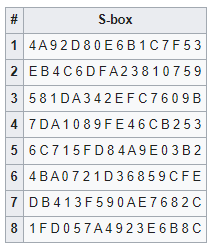 # S-box
1 4 A 9 2 D 8 0 E 6 B 1 C 7 F 5 3
2 E B 4 C 6 D F A 2 3 8 1 0 7 5 9
3 5 8 1 D A 3 4 2 E F C 7 6 0 9 B
4 7 D A 1 0 8 9 F E 4 6 C B 2 5 3
5 6 C 7 1 5 F D 8 4 A 9 E 0 3 B 2
6 4 B A 0 7 2 1 D 3 6 8 5 9 C F E
7 D B 4 1 3 F 5 9 0 A E 7 6 8 2 C
8 1 F D 0 5 7 A 4 9 2 3 E 6 B 8 C